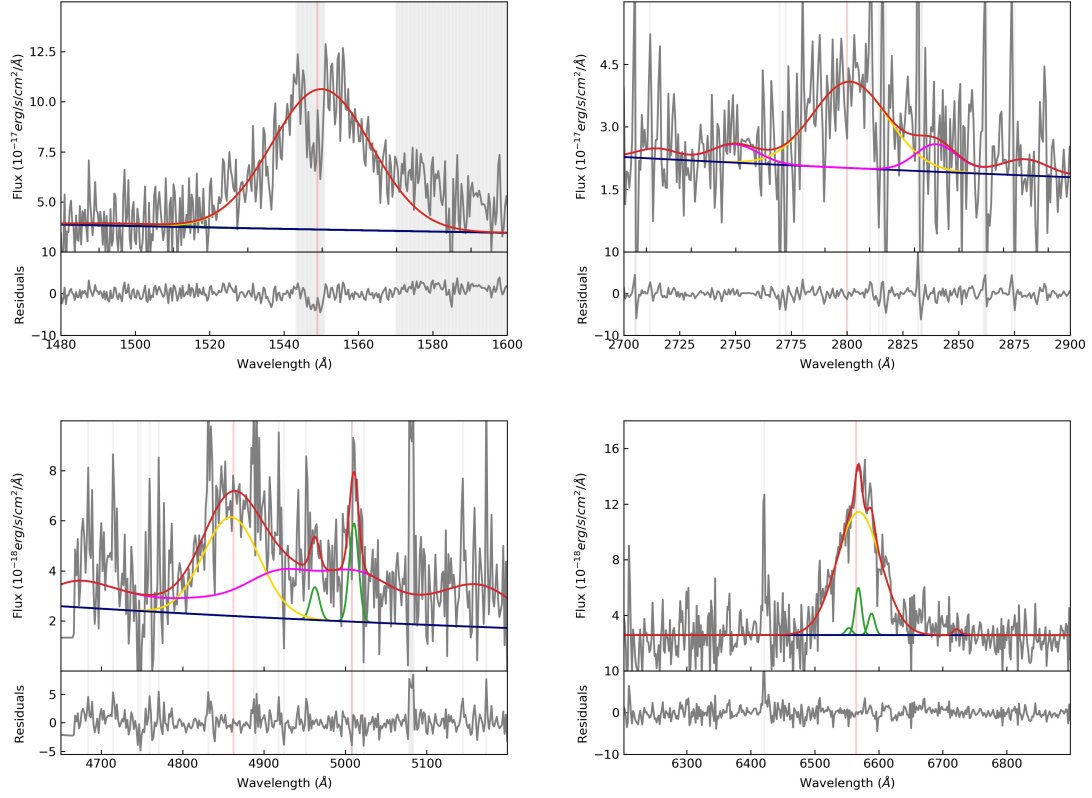 Flux (10⁻¹⁷erg/s/cm²/Å)
12.5
10.0
7.5
5.0
10
Residuals
0
−10
1480 1500 1520 1540 1560 1580 1600
Wavelength (Å)
Flux (10⁻¹⁷erg/s/cm²/Å)
4.5
3.0
1.5
10
Residuals
0
−10
2700 2725 2750 2775 2800 2825 2850 2875 2900
Wavelength (Å)
Flux (10⁻¹⁸erg/s/cm²/Å)
8
6
4
2
Residuals
5
0
−5
4700 4800 4900 5000 5100
Wavelength (Å)
Flux (10⁻¹⁸erg/s/cm²/Å)
16
12
8
4
10
Residuals
0
−10
6300 6400 6500 6600 6700 6800
Wavelength (Å)